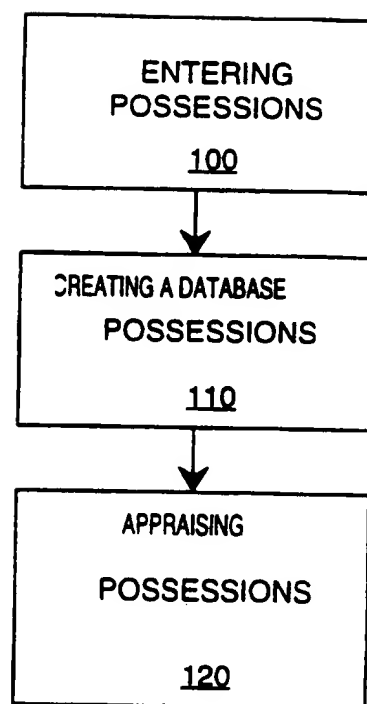 ENTERING
POSSESSIONS
100
CREATING A DATABASE
POSSESSIONS
110
APPRAISING
POSSESSIONS
120